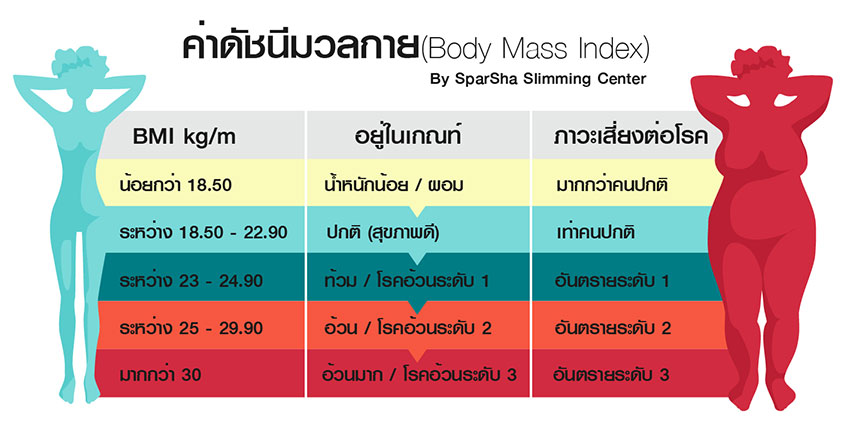 ค่าดัชนีมวลกาย(Body Mass Index)
By SparSha Slimming Center
BMI kg/m อยู่ในเกณท์ ภาวะเสี่ยงต่อโรค
น้อยกว่า 18.50 น้ำหนักน้อย / ผอม มากกว่าคนปกติ
ระหว่าง 18.50 - 22.90 ปกติ (สุขภาพดี) เท่าคนปกติ
ระหว่าง 23 - 24.90 ท้วม / โรคอ้วนระดับ 1 อันตรายระดับ 1
ระหว่าง 25 - 29.90 อ้วน / โรคอ้วนระดับ 2 อันตรายระดับ 2
มากกว่า 30 อ้วนมาก / โรคอ้วนระดับ 3 อันตรายระดับ 3